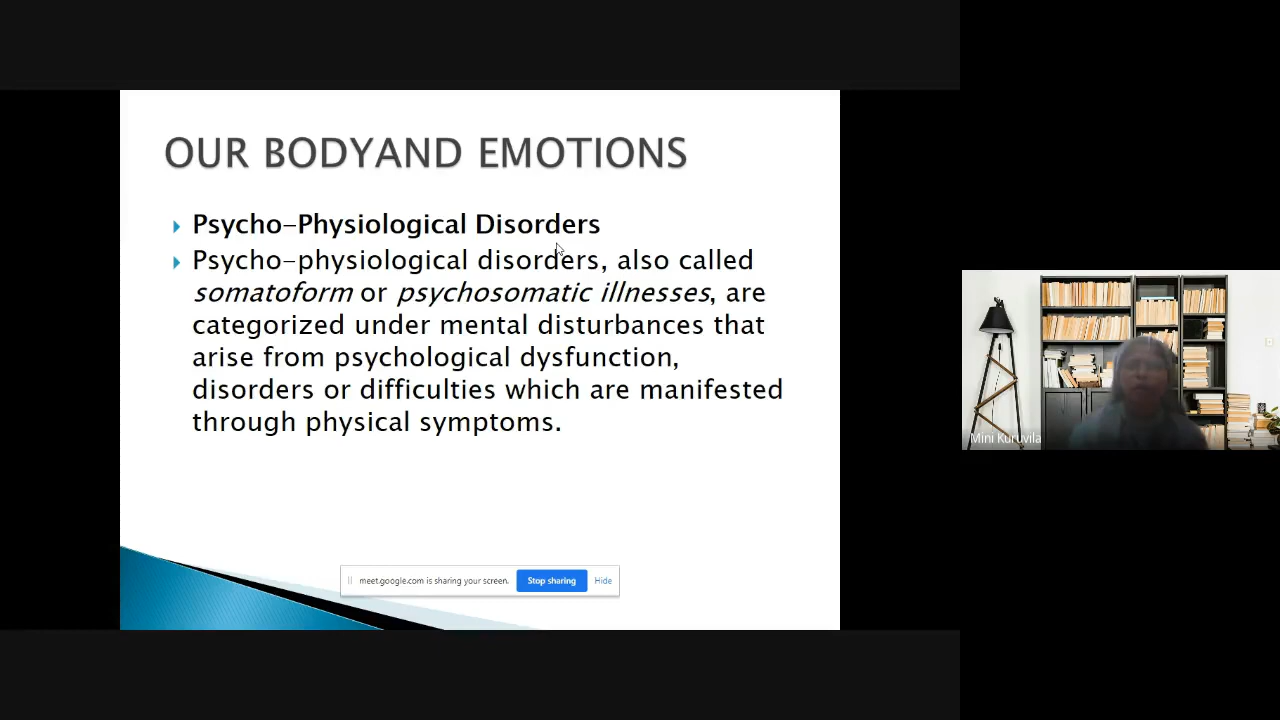 OUR BODYAND EMOTIONS
Psycho-Physiological Disorders
Psycho-physiological disorders, also called
somatoform or psychosomatic illnesses, are
categorized under mental disturbances that
arise from psychological dysfunction,
disorders or difficulties which are manifested
through physical symptoms.
meet.google.com is sharing your screen.
Stop sharing
Hide
Mini Kuruvila